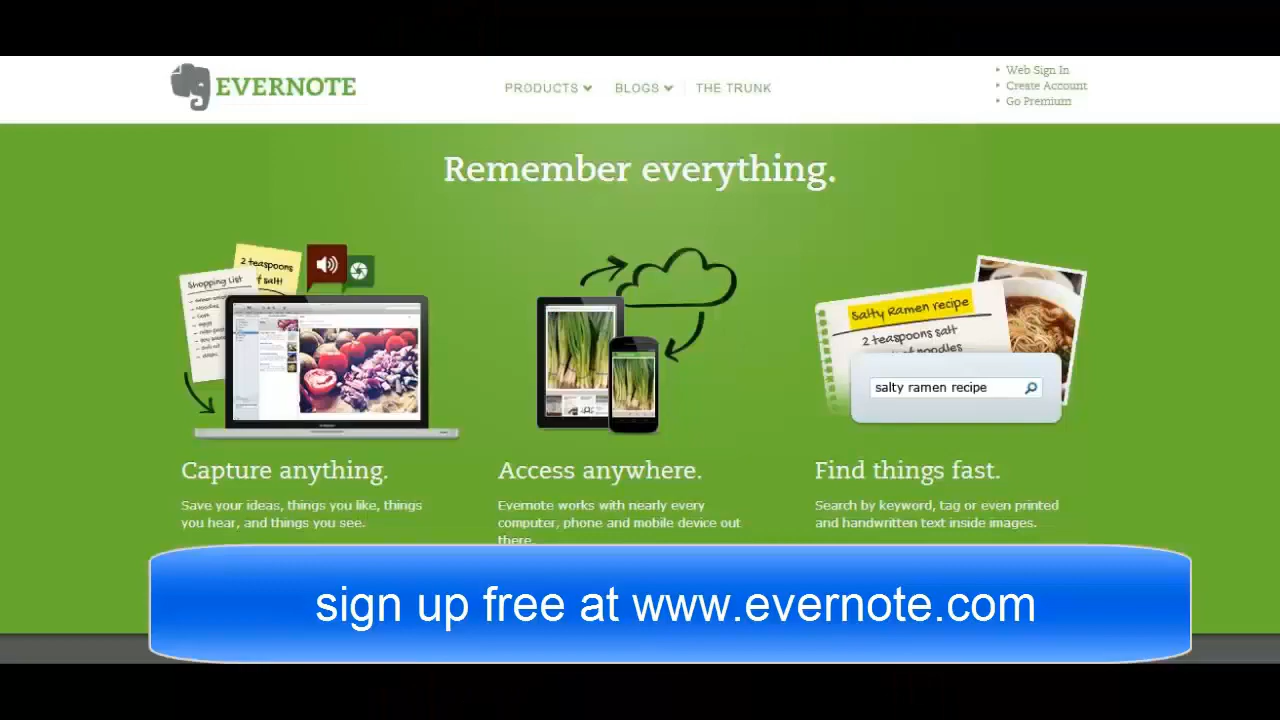 EVERNOTE
PRODUCTS
BLOGS
THE TRUNK
Web Sign In
Create Account
Go Premium
Remember everything.
Shopping List
2 teaspoons
of salt!
Salty Ramen recipe
2 teaspoons salt
of noodles
salty ramen recipe
Capture anything.
Save your ideas, things you like, things
you hear, and things you see.
Access anywhere.
Evernote works with nearly every
computer, phone and mobile device out
there.
Find things fast.
Search by keyword, tag or even printed
and handwritten text inside images.
sign up free at www.evernote.com